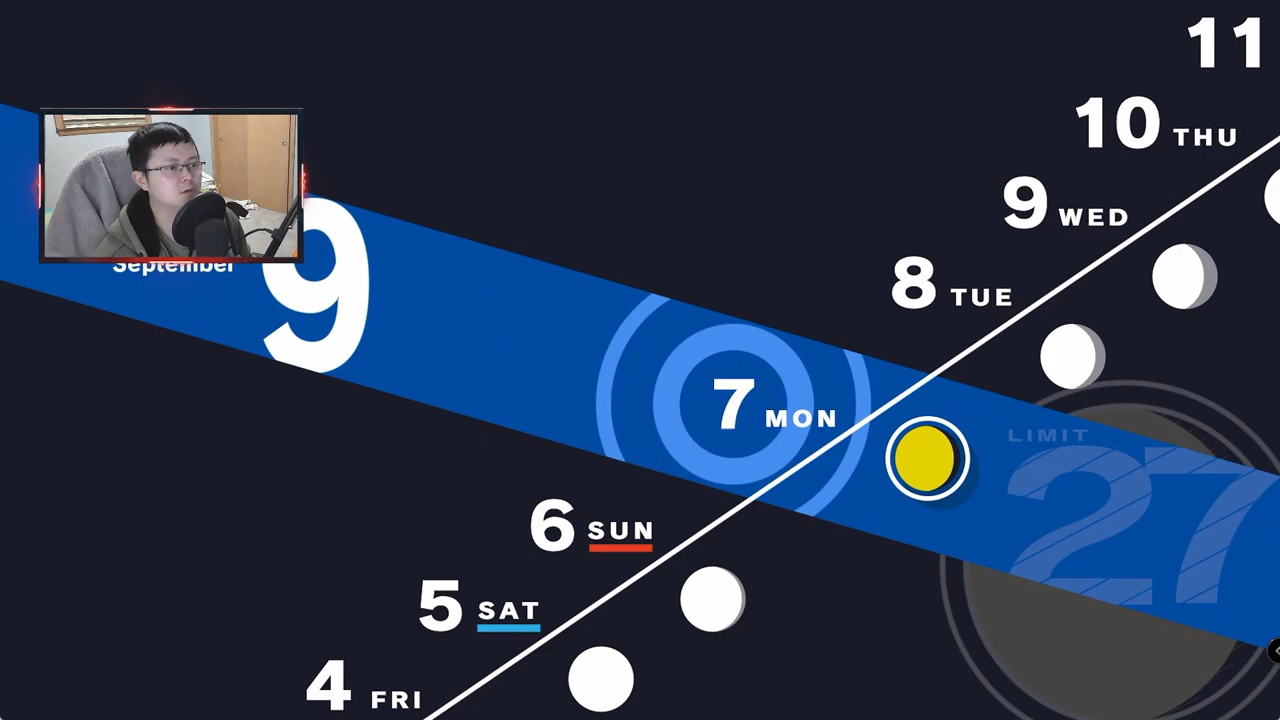 11
10 THU
9 WED
8 TUE
September 9
7 MON
LIMIT
27
6 SUN
5 SAT
4 FRI